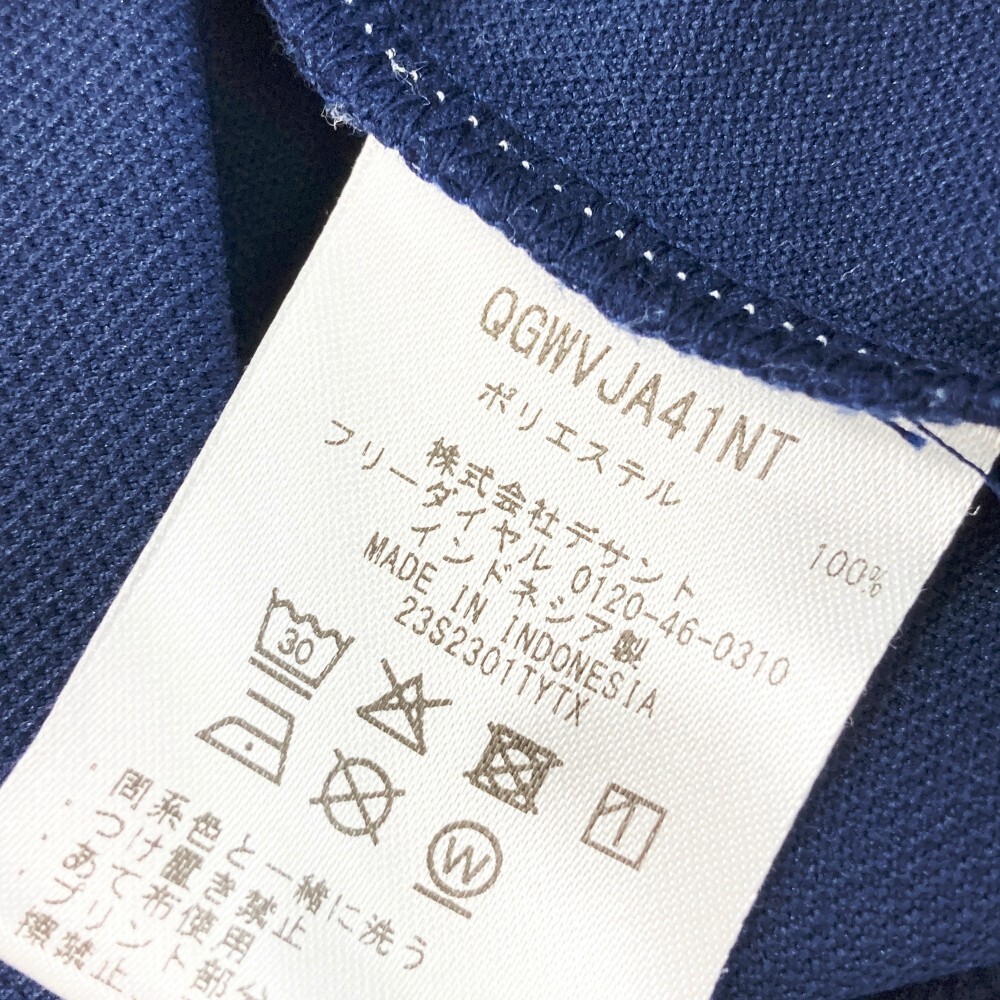 QGWVJA41NT
ポリエステル 100%
株式会社デサント
フリーダイヤル 0120-46-0310
インドネシア製
MADE IN INDONESIA
23S2301TYTX
30
W
・同系色と一緒に洗う
・つけ置き禁止
・あて布使用
・プリント部分
禁止